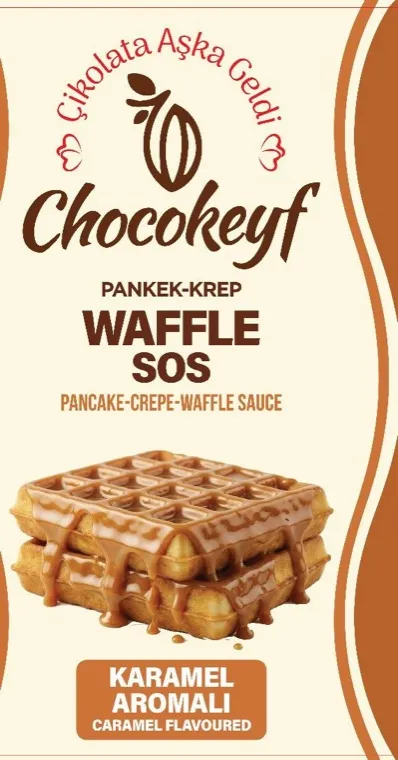 Çikolata Aşka Geldi
Chocokeyf
PANKEK-KREP
WAFFLE
SOS
PANCAKE-CREPE-WAFFLE SAUCE
KARAMEL
AROMALI
CARAMEL FLAVOURED